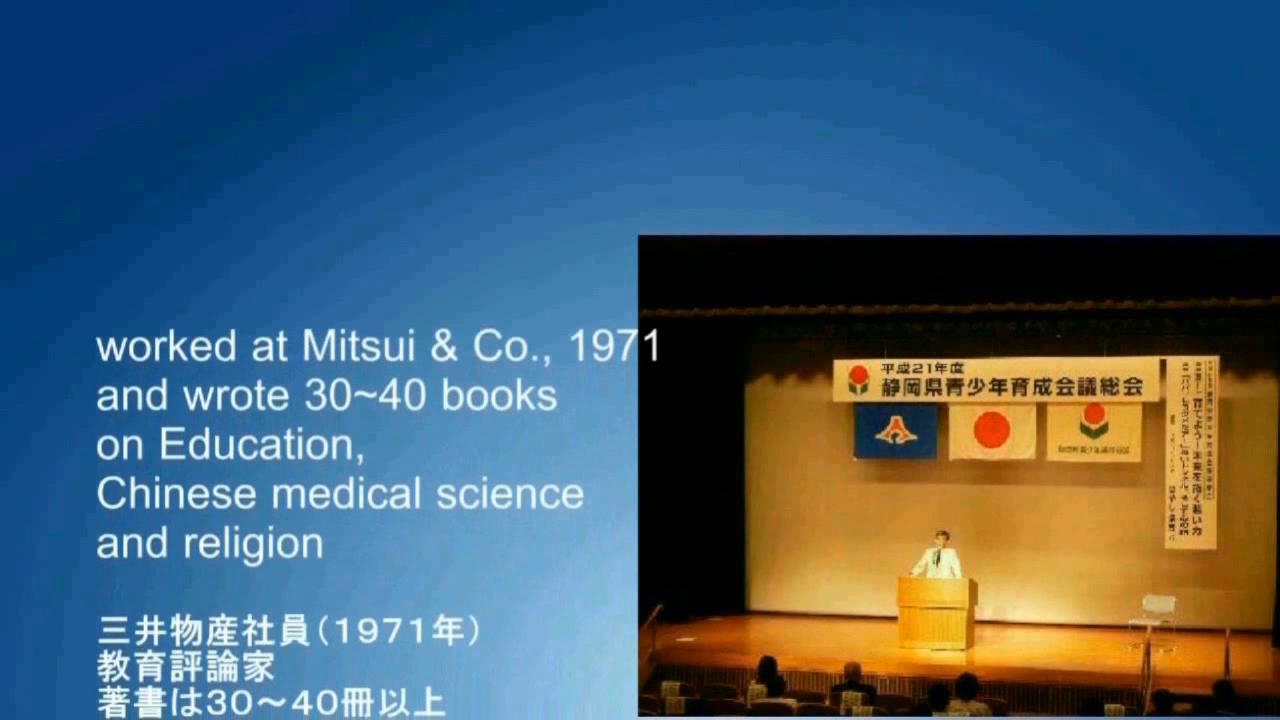 worked at Mitsui & Co., 1971
and wrote 30~40 books
on Education,
Chinese medical science
and religion
三井物産社員（1971年）
教育評論家
著書は30～40冊以上
平成21年度
静岡県青少年育成会議総会